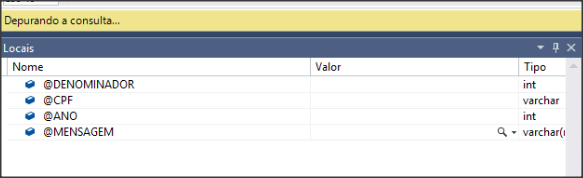 Depurando a consulta...
Locais
Nome Valor Tipo
@DENOMINADOR int
@CPF varchar
@ANO int
@MENSAGEM varchar(